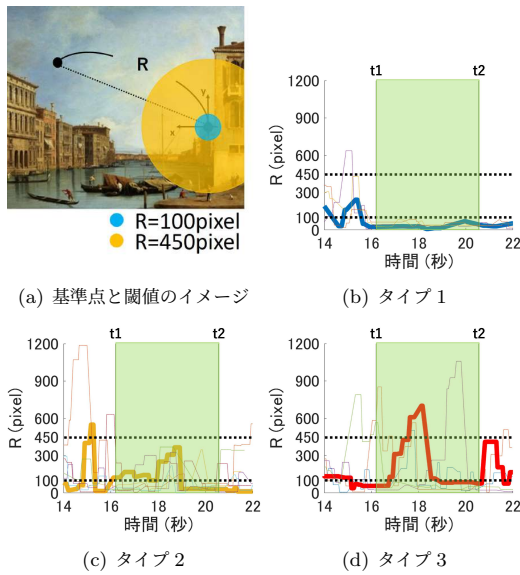 R
y
x
R=100pixel
R=450pixel
(a) 基準点と閾値のイメージ
t1 t2
R (pixel)
1200
900
600
450
300
100
0
14 16 18 20 22
時間 (秒)
(b) タイプ 1
t1 t2
R (pixel)
1200
900
600
450
300
100
0
14 16 18 20 22
時間 (秒)
(c) タイプ 2
t1 t2
R (pixel)
1200
900
600
450
300
100
0
14 16 18 20 22
時間 (秒)
(d) タイプ 3